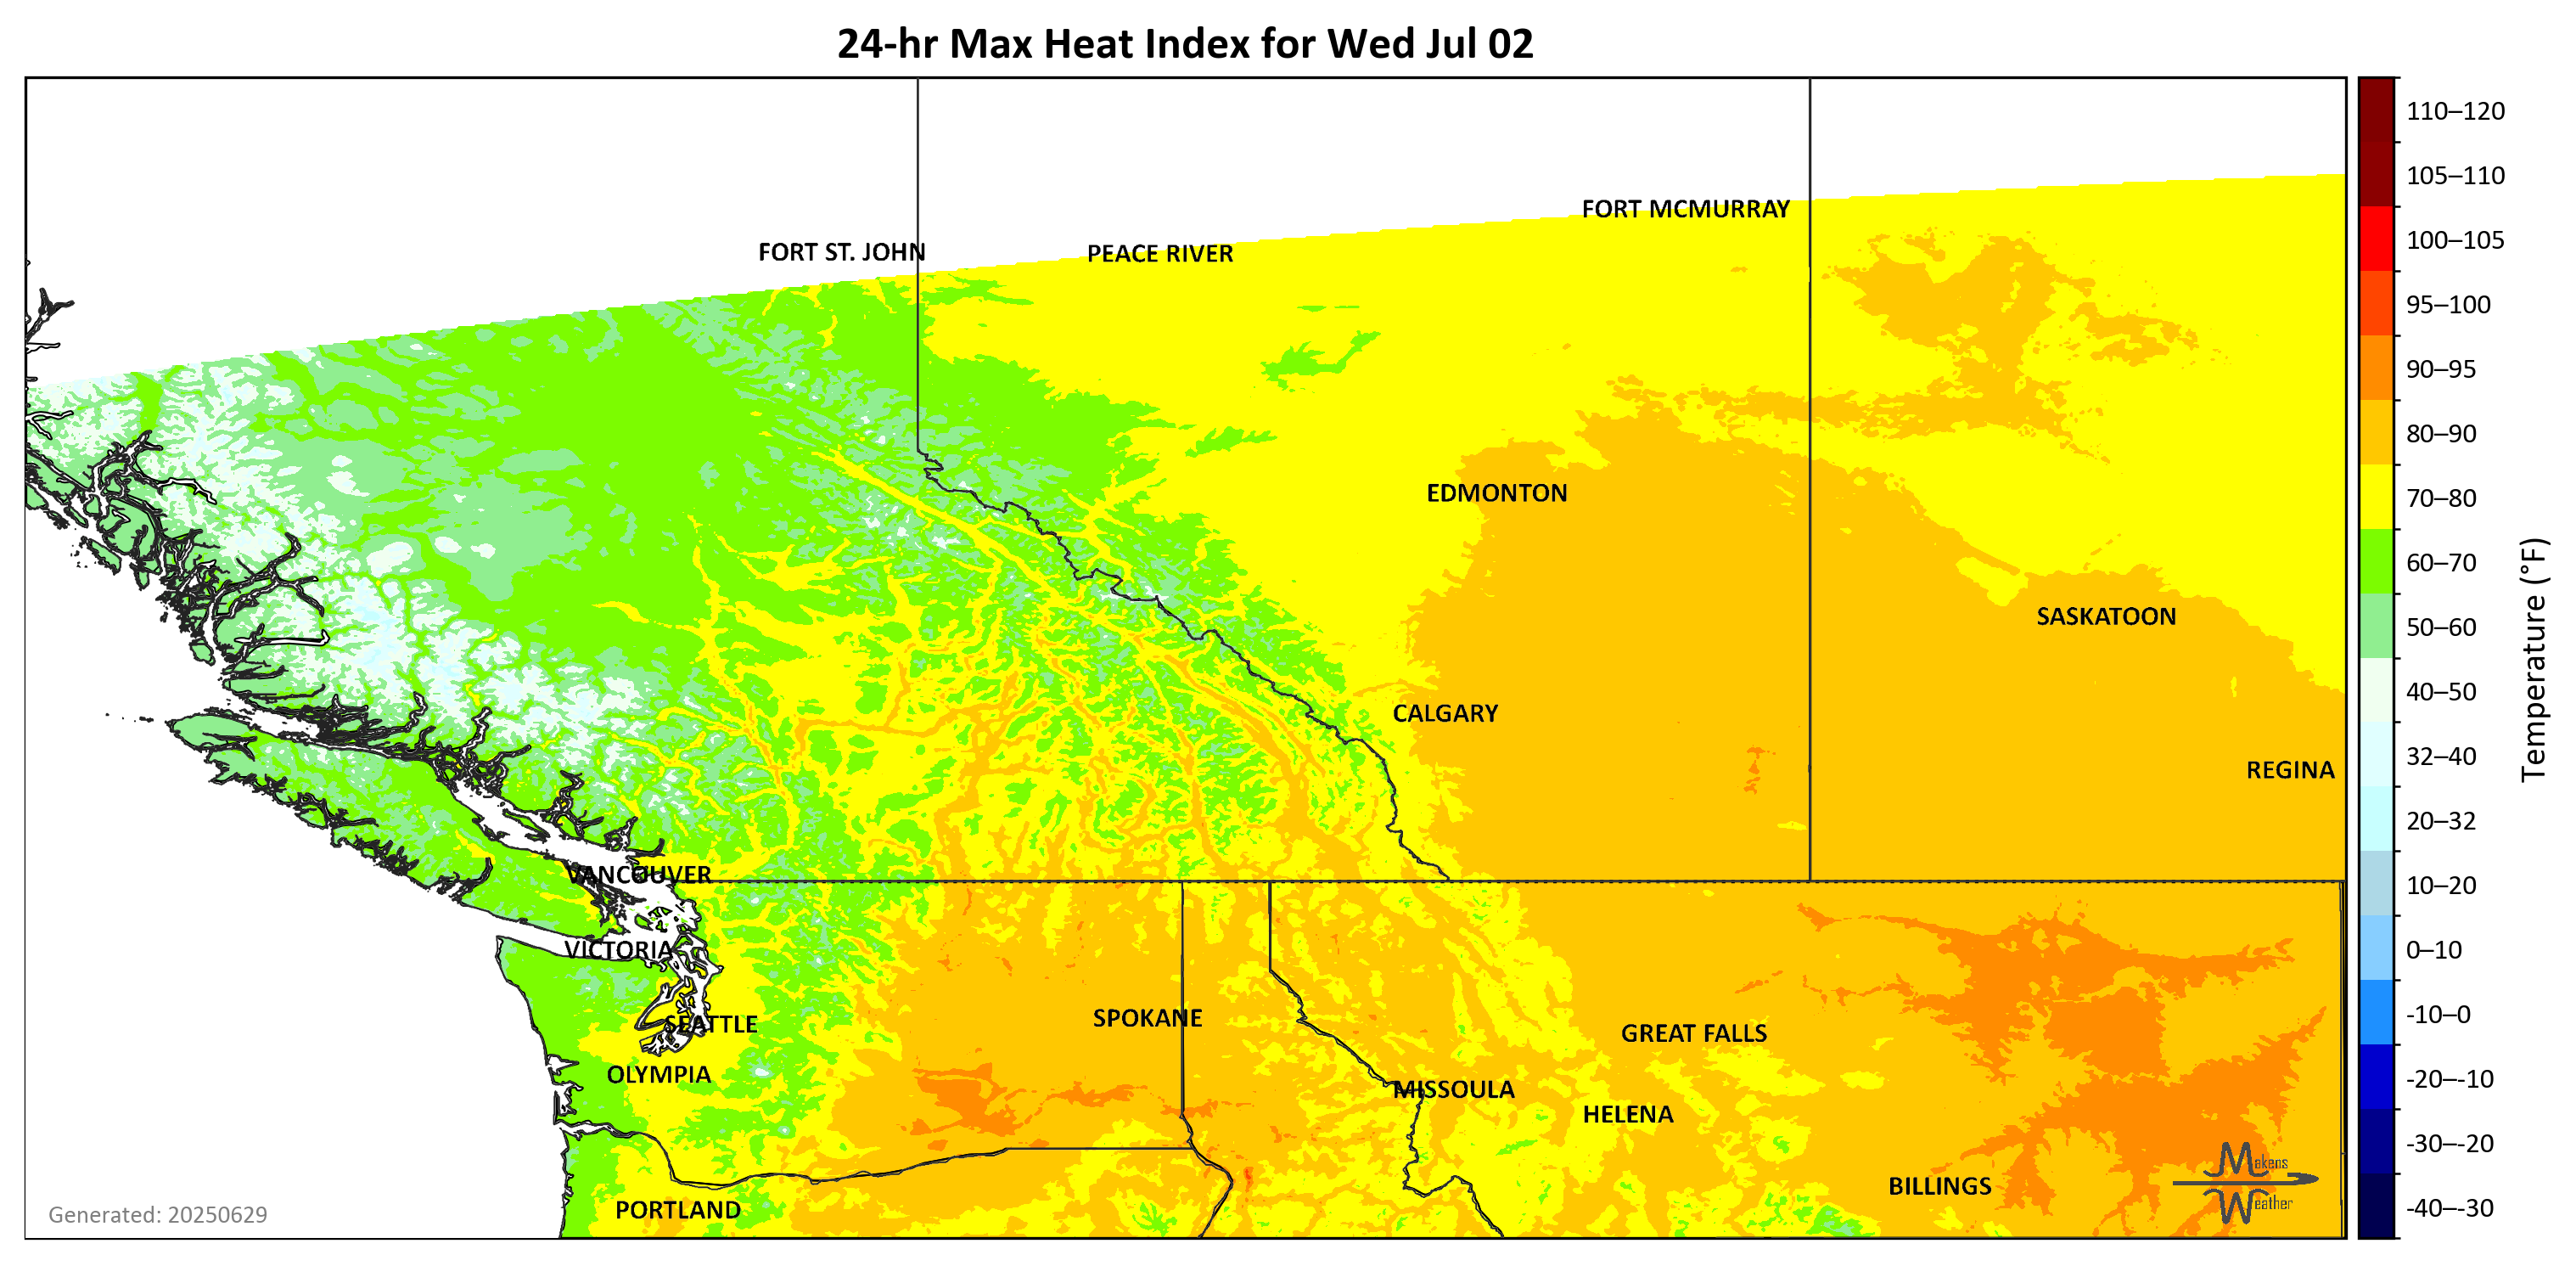 24-hr Max Heat Index for Wed Jul 02
110–120
105–110
FORT MCMURRAY
100–105
FORT ST. JOHN
PEACE RIVER
95–100
90–95
80–90
EDMONTON
70–80
60–70
SASKATOON
50–60
Temperature (°F)
40–50
CALGARY
32–40
REGINA
20–32
VANCOUVER
10–20
VICTORIA
0–10
SEATTLE
SPOKANE
GREAT FALLS
-10–0
OLYMPIA
MISSOULA
-20–-10
HELENA
-30–-20
Makens
Weather
BILLINGS
PORTLAND
-40–-30
Generated: 20250629